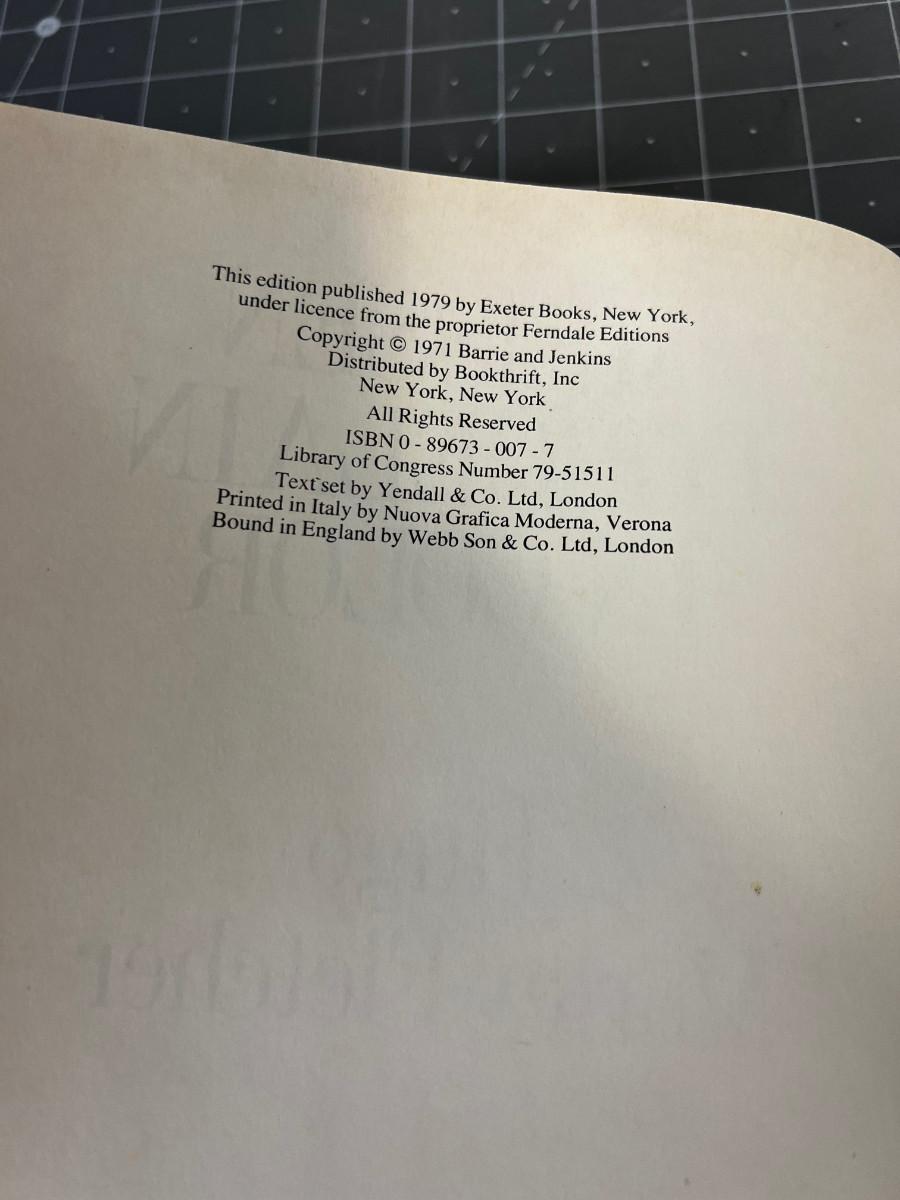 This edition published 1979 by Exeter Books, New York,
under licence from the proprietor Ferndale Editions
Copyright © 1971 Barrie and Jenkins
Distributed by Bookthrift, Inc
New York, New York
All Rights Reserved
ISBN 0 - 89673 - 007 - 7
Library of Congress Number 79-51511
Text set by Yendall & Co. Ltd, London
Printed in Italy by Nuova Grafica Moderna, Verona
Bound in England by Webb Son & Co. Ltd, London